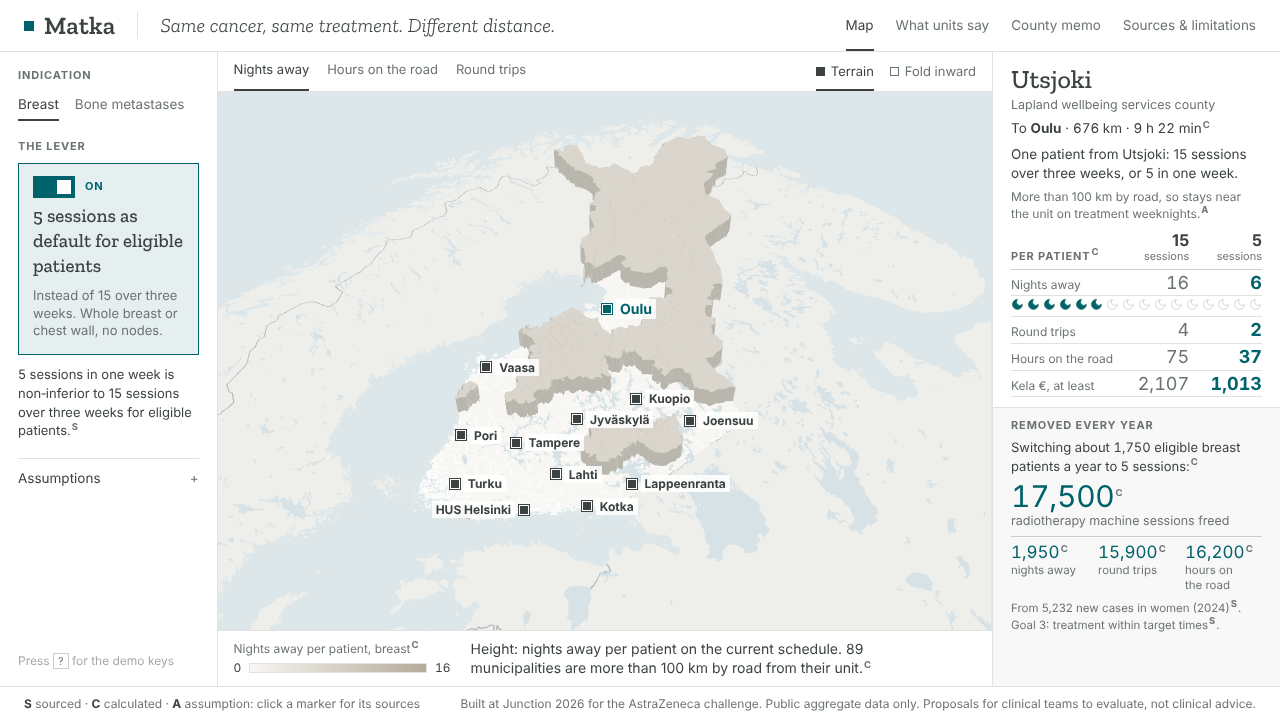 Matka
Same cancer, same treatment. Different distance.
Map
What units say
County memo
Sources & limitations
INDICATION
Breast
Bone metastases
THE LEVER
ON
5 sessions as
default for eligible
patients
Instead of 15 over three
weeks. Whole breast or
chest wall, no nodes.
5 sessions in one week is
non-inferior to 15 sessions
over three weeks for eligible
patients.S
Assumptions +
Press ? for the demo keys
Nights away
Hours on the road
Round trips
Terrain
Fold inward
Oulu
Vaasa
Kuopio
Jyväskylä
Joensuu
Pori
Tampere
Lahti
Turku
Lappeenranta
HUS Helsinki
Kotka
Nights away per patient, breastC
0 16
Height: nights away per patient on the current schedule. 89
municipalities are more than 100 km by road from their unit.C
Utsjoki
Lapland wellbeing services county
To Oulu · 676 km · 9 h 22 minC
One patient from Utsjoki: 15 sessions
over three weeks, or 5 in one week.
More than 100 km by road, so stays near
the unit on treatment weeknights.A
15 5
PER PATIENTC sessions sessions
Nights away 16 6
Round trips 4 2
Hours on the road 75 37
Kela €, at least 2,107 1,013
REMOVED EVERY YEAR
Switching about 1,750 eligible breast
patients a year to 5 sessions:C
17,500C
radiotherapy machine sessions freed
1,950C 15,900C 16,200C
nights away round trips hours on
the road
From 5,232 new cases in women (2024)S.
Goal 3: treatment within target timesS.
S sourced · C calculated · A assumption: click a marker for its sources
Built at Junction 2026 for the AstraZeneca challenge. Public aggregate data only. Proposals for clinical teams to evaluate, not clinical advice.